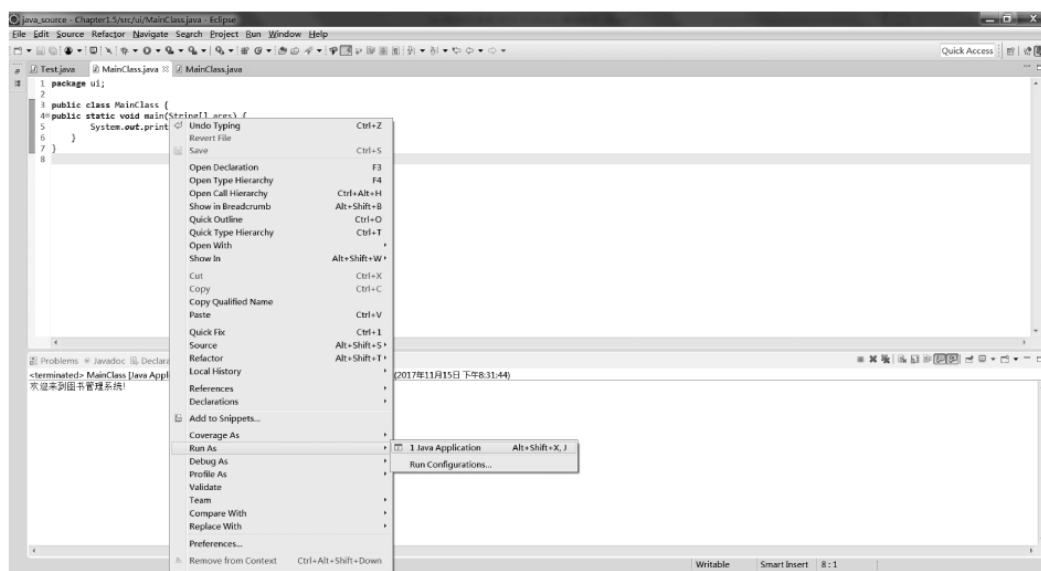 java_source - Chapter1.5/src/ui/MainClass.java - Eclipse
File Edit Source Refactor Navigate Search Project Run Window Help
Quick Access
Test.java MainClass.java MainClass.java
1 package ui;
2
3 public class MainClass {
4 public static void main(String[] args) {
5 System.out.print
6 }
7 }
8
Undo Typing Ctrl+Z
Revert File
Save Ctrl+S
Open Declaration F3
Open Type Hierarchy F4
Open Call Hierarchy Ctrl+Alt+H
Show in Breadcrumb Alt+Shift+B
Quick Outline Ctrl+O
Quick Type Hierarchy Ctrl+T
Open With
Show In Alt+Shift+W
Cut Ctrl+X
Copy Ctrl+C
Copy Qualified Name
Paste Ctrl+V
Quick Fix Ctrl+1
Source Alt+Shift+S
Refactor Alt+Shift+T
Local History
References
Declarations
Add to Snippets...
Coverage As
Run As
Debug As
Profile As
Validate
Team
Compare With
Replace With
Preferences...
Remove from Context Ctrl+Alt+Shift+Down
1 Java Application Alt+Shift+X, J
Run Configurations...
Problems Javadoc Declara
<terminated> MainClass [Java Appli (2017年11月15日 下午8:31:44)
欢迎来到图书管理系统!
Writable Smart Insert 8 : 1